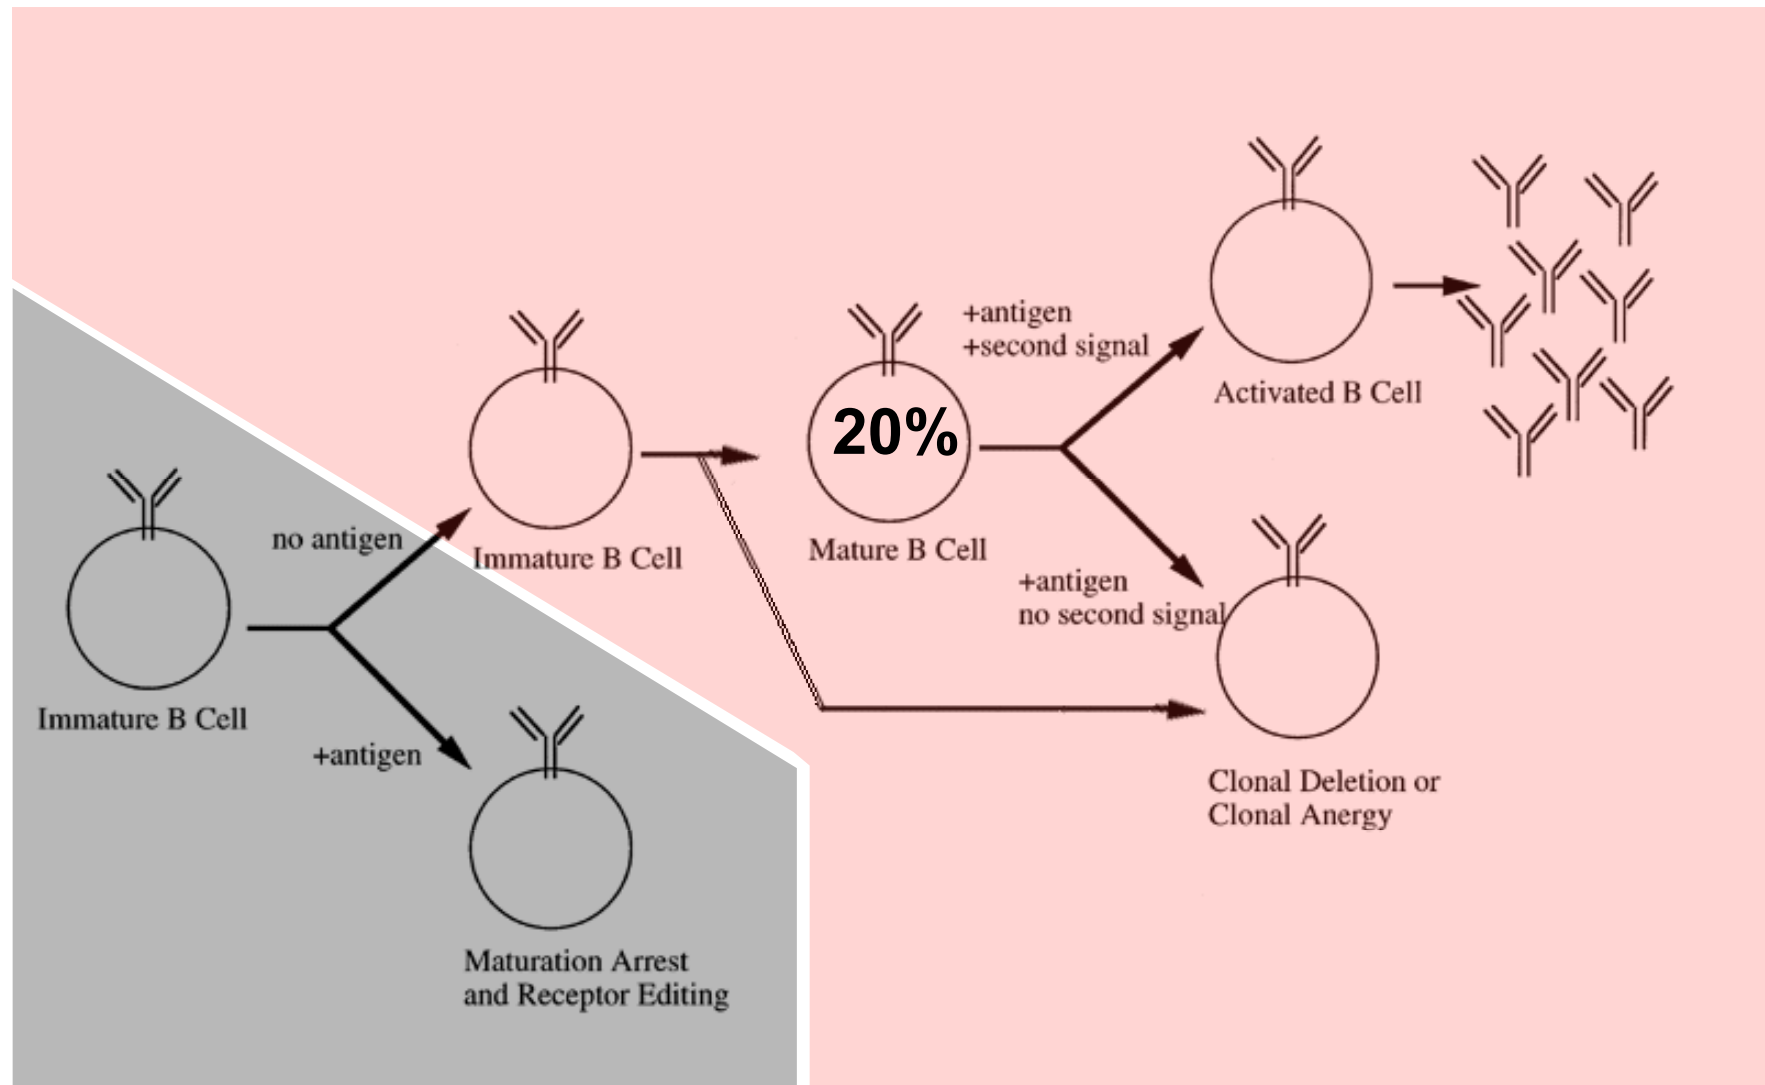 Immature B Cell
no antigen
+antigen
Maturation Arrest
and Receptor Editing
Immature B Cell
20%
Mature B Cell
+antigen
+second signal
+antigen
no second signal
Activated B Cell
Clonal Deletion or
Clonal Anergy